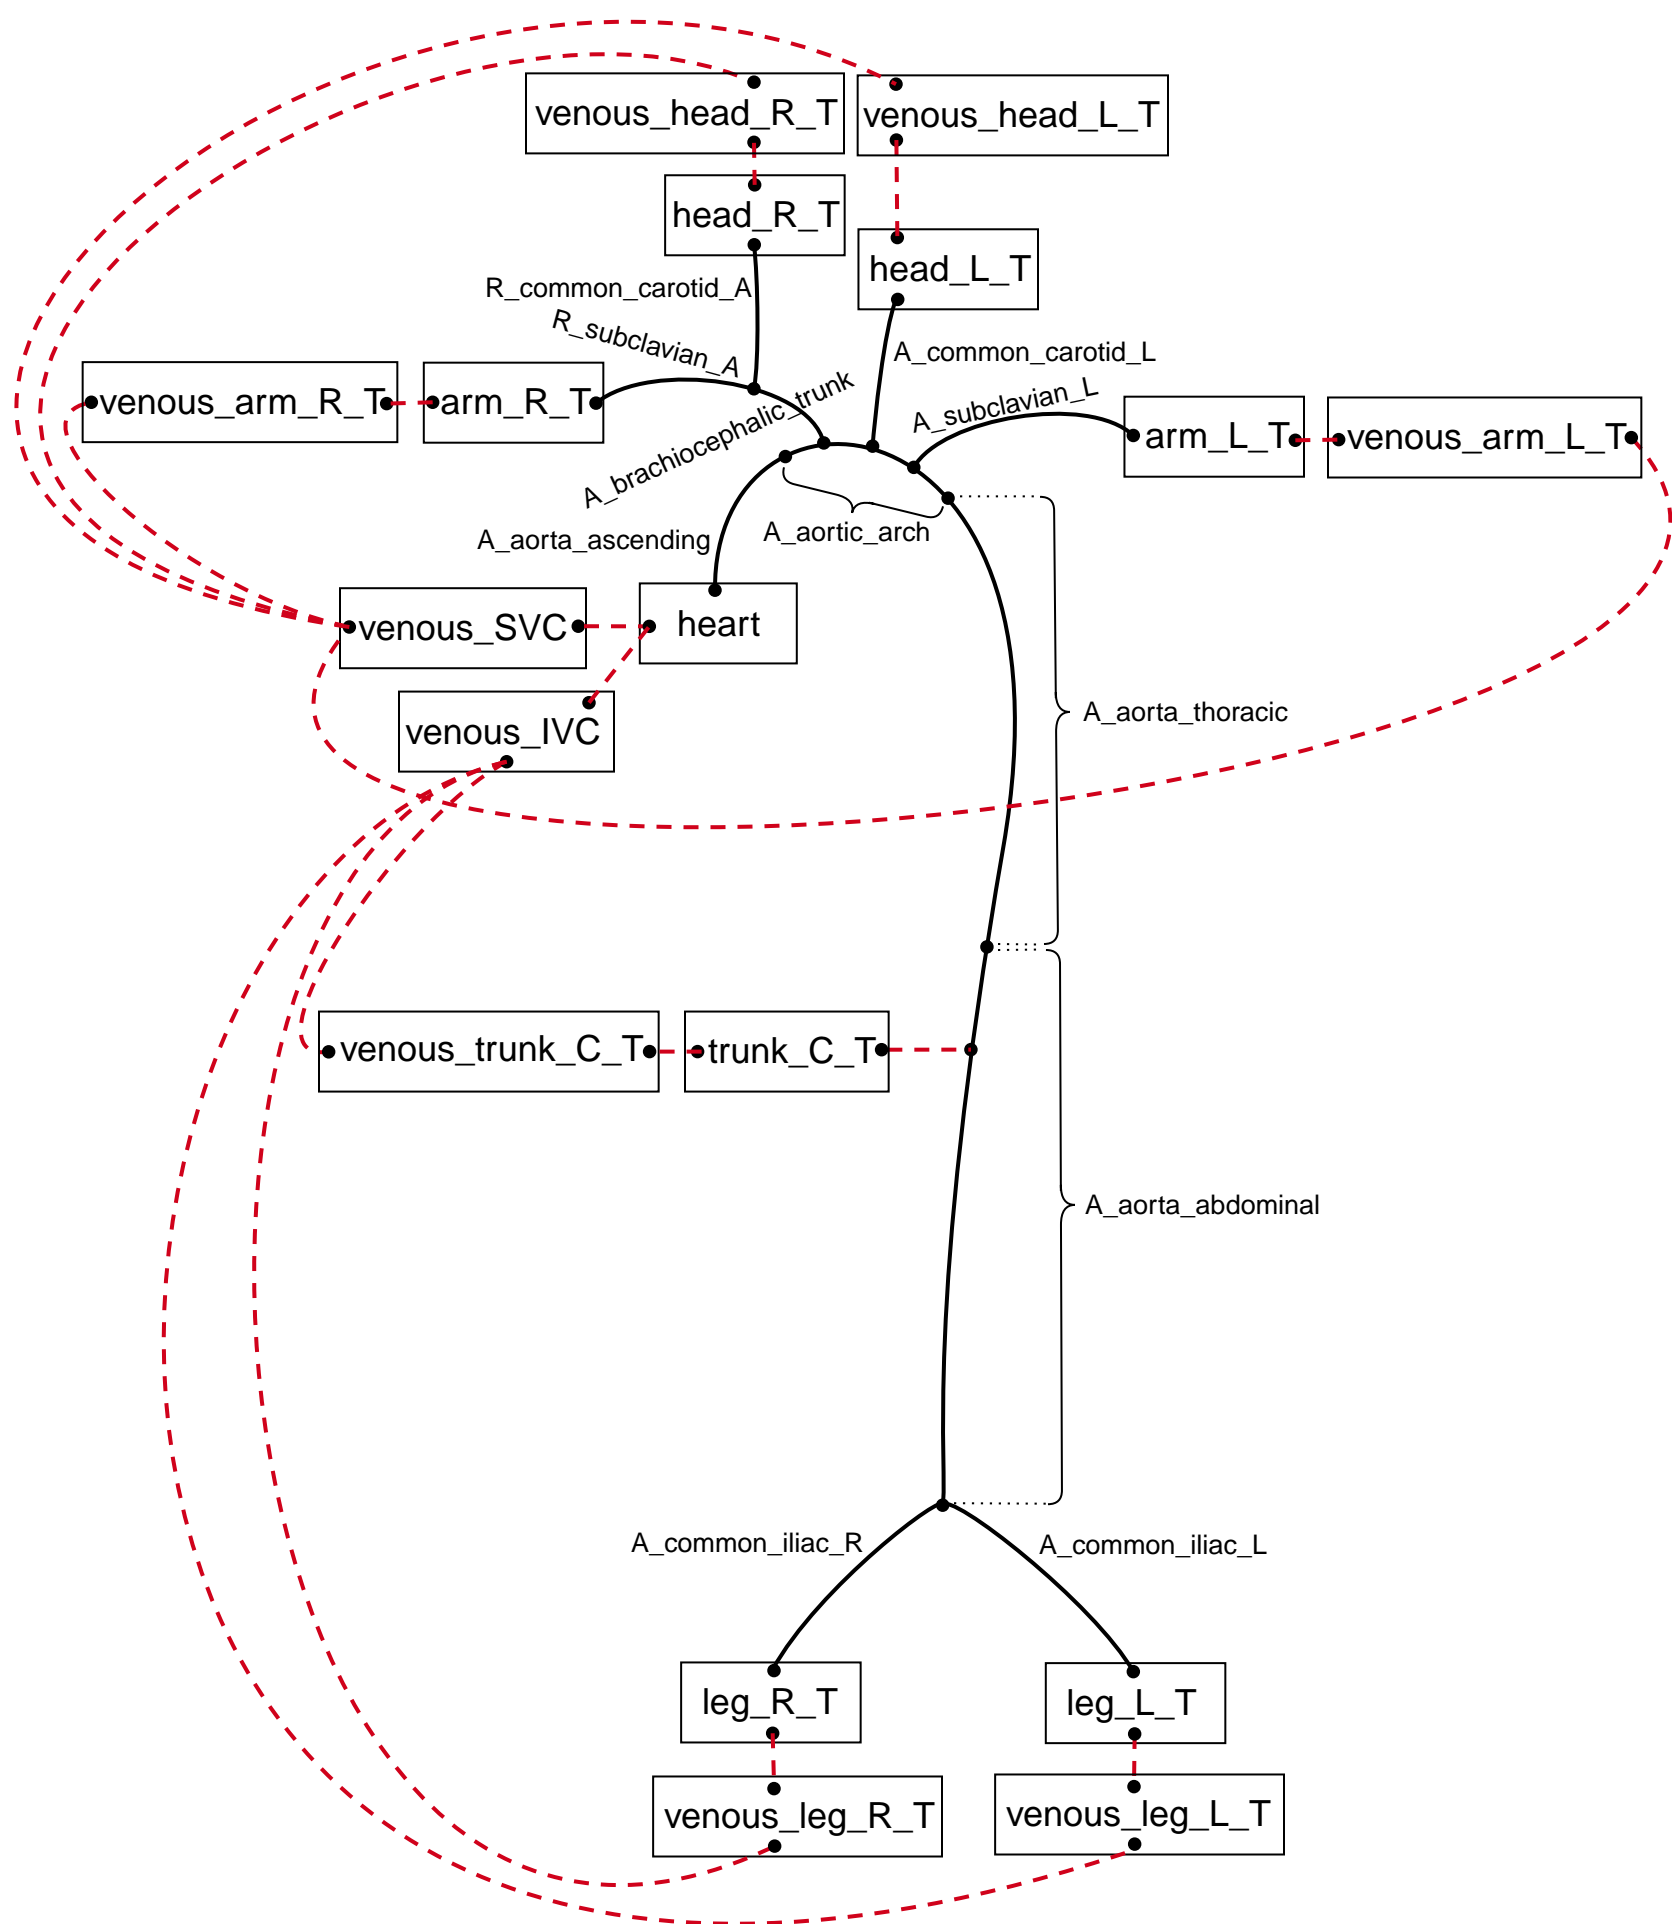 venous_head_R_T
venous_head_L_T
head_R_T
head_L_T
R_common_carotid_A
R_subclavian_A
A_common_carotid_L
A_brachiocephalic_trunk
A_subclavian_L
venous_arm_R_T
arm_R_T
arm_L_T
venous_arm_L_T
A_aorta_ascending
A_aortic_arch
venous_SVC
heart
venous_IVC
A_aorta_thoracic
venous_trunk_C_T
trunk_C_T
A_aorta_abdominal
A_common_iliac_R
A_common_iliac_L
leg_R_T
leg_L_T
venous_leg_R_T
venous_leg_L_T